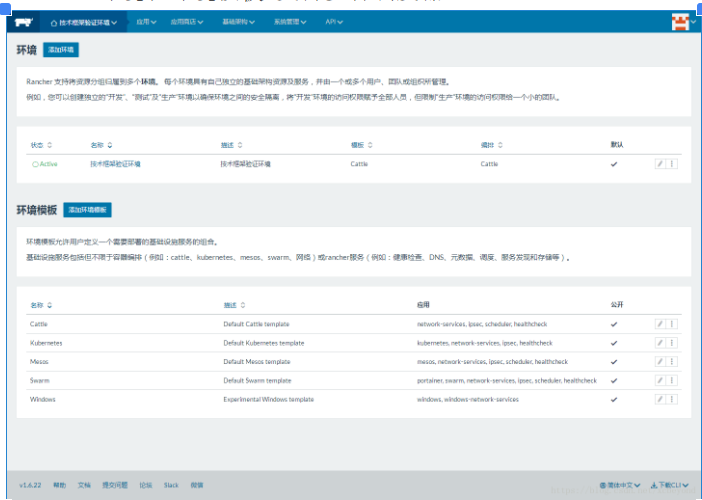 技术框架验证环境 应用 应用商店 基础架构 系统管理 API
环境 添加环境
Rancher 支持将资源分组归属到多个环境。 每个环境具有自己独立的基础架构资源及服务，并由一个或多个用户、团队或组织所管理。
例如，您可以创建独立的“开发”、“测试”及“生产”环境以确保环境之间的安全隔离，将“开发”环境的访问权限赋予全部人员，但限制“生产”环境的访问权限给一个小的团队。
状态 名称 描述 模板 编排 默认
Active 技术框架验证环境 技术框架验证环境 Cattle Cattle
环境模板 添加环境模板
环境模板允许用户定义一个需要部署的基础设施服务的组合。
基础设施服务包括但不限于容器编排（例如：cattle、kubernetes、mesos、swarm、网络）或rancher服务（例如：健康检查、DNS、元数据、调度、服务发现和存储等）。
名称 描述 应用 公开
Cattle Default Cattle template network-services, ipsec, scheduler, healthcheck
Kubernetes Default Kubernetes template kubernetes, network-services, ipsec, healthcheck
Mesos Default Mesos template mesos, network-services, ipsec, scheduler, healthcheck
Swarm Default Swarm template portainer, swarm, network-services, ipsec, scheduler, healthcheck
Windows Experimental Windows template windows, windows-network-services
v1.6.22 帮助 文档 提交问题 论坛 Slack 微信 简体中文 下载CLI